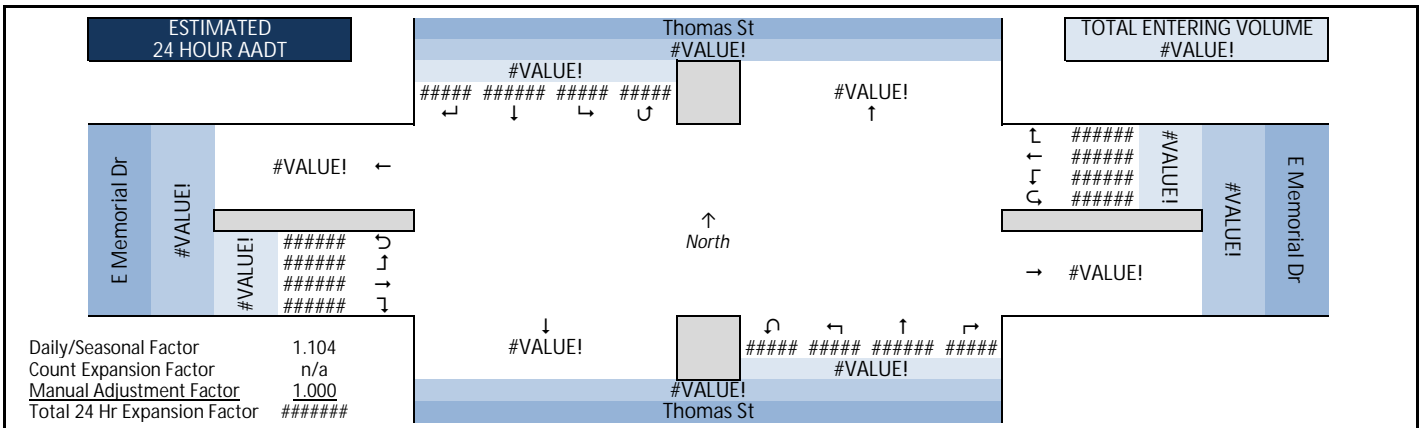 ESTIMATED
24 HOUR AADT
Thomas St
#VALUE!
TOTAL ENTERING VOLUME
#VALUE!
#VALUE!
##### ###### ##### #####
↵ ↓ ↳ ↺
#VALUE!
↑
E Memorial Dr
#VALUE!
#VALUE! ←
#VALUE!
###### ⮌
###### ↰
###### →
###### ↴
↑
North
↱ ######
← ######
↲ ######
⮎ ######
#VALUE!
#VALUE!
E Memorial Dr
→ #VALUE!
↓
#VALUE!
↶ ↰ ↑ ↱
##### ##### ###### #####
#VALUE!
#VALUE!
Thomas St
Daily/Seasonal Factor 1.104
Count Expansion Factor n/a
Manual Adjustment Factor 1.000
Total 24 Hr Expansion Factor #######